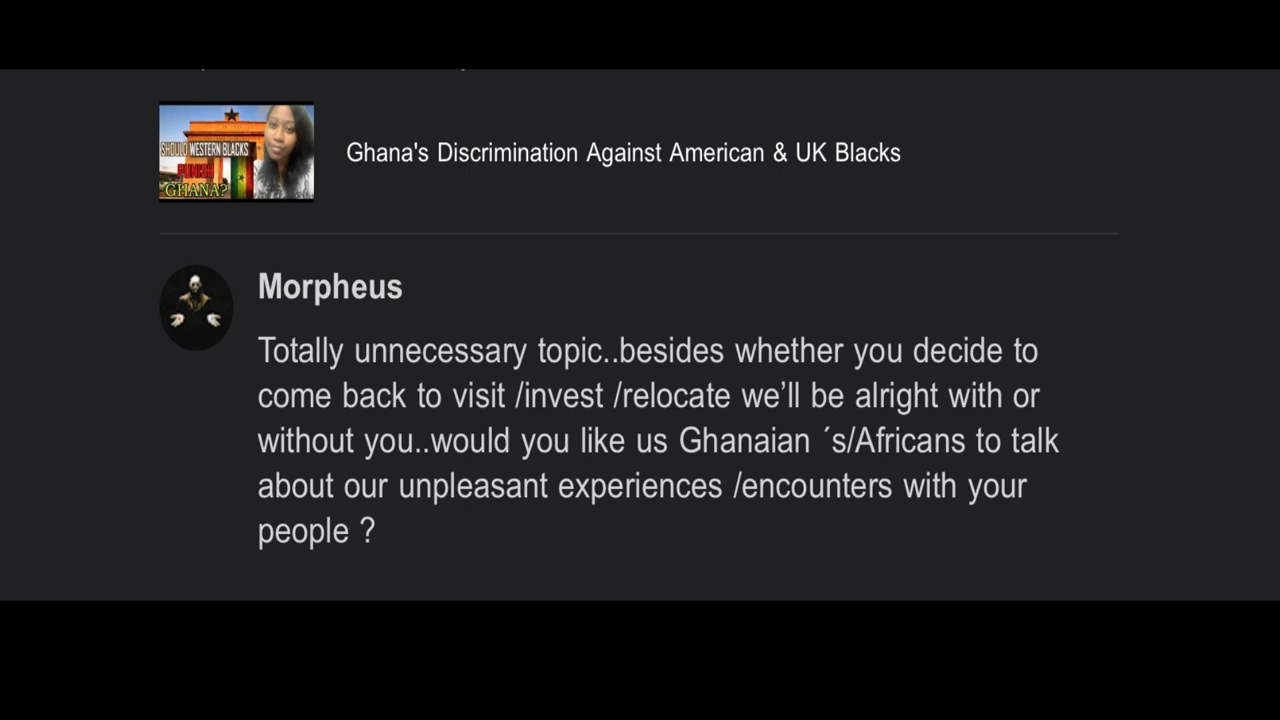 SHOULD WESTERN BLACKS
PUNISH
GHANA?
Ghana's Discrimination Against American & UK Blacks
Morpheus
Totally unnecessary topic..besides whether you decide to
come back to visit /invest /relocate we’ll be alright with or
without you..would you like us Ghanaian ´s/Africans to talk
about our unpleasant experiences /encounters with your
people ?